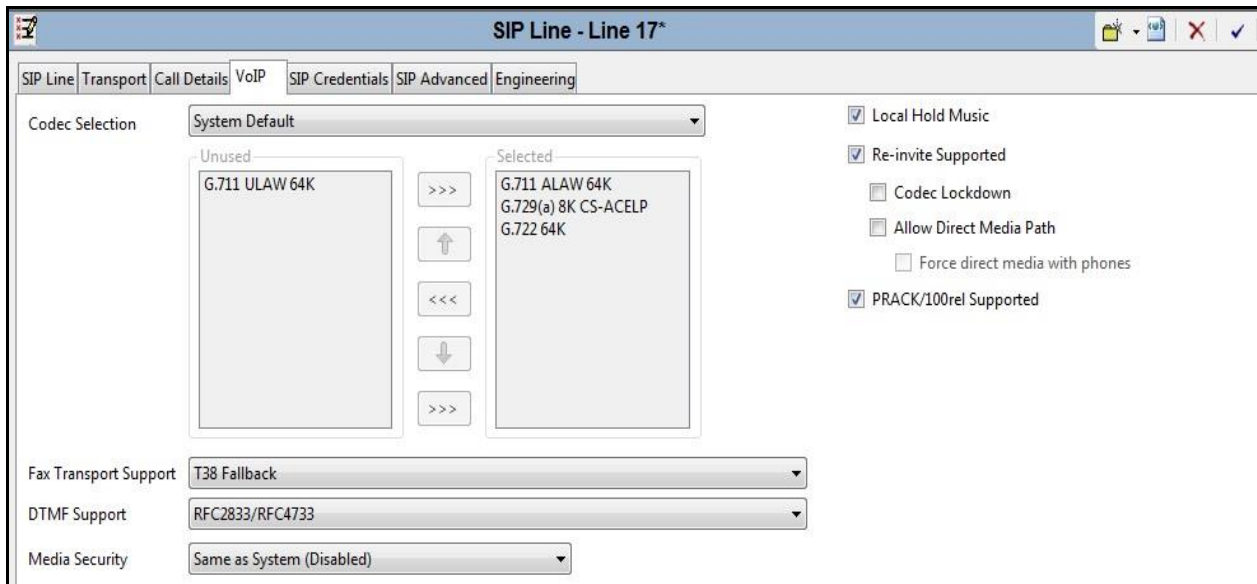 SIP Line - Line 17*
SIP Line Transport Call Details VoIP SIP Credentials SIP Advanced Engineering
Codec Selection
System Default
Unused
G.711 ULAW 64K
>>>
<<<
>>>
Selected
G.711 ALAW 64K
G.729(a) 8K CS-ACELP
G.722 64K
Fax Transport Support
T38 Fallback
DTMF Support
RFC2833/RFC4733
Media Security
Same as System (Disabled)
Local Hold Music
Re-invite Supported
Codec Lockdown
Allow Direct Media Path
Force direct media with phones
PRACK/100rel Supported